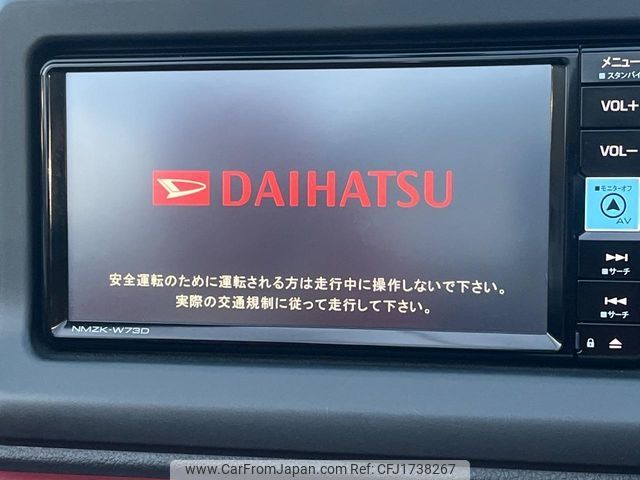 メニュー
■スタンバイ
VOL+
VOL−
■モニターオフ
AV
■サーチ
■サーチ
DAIHATSU
安全運転のために運転される方は走行中に操作しないで下さい。
実際の交通規制に従って走行して下さい。
NMZK-W73D
www.CarFromJapan.com - CFJ1738267